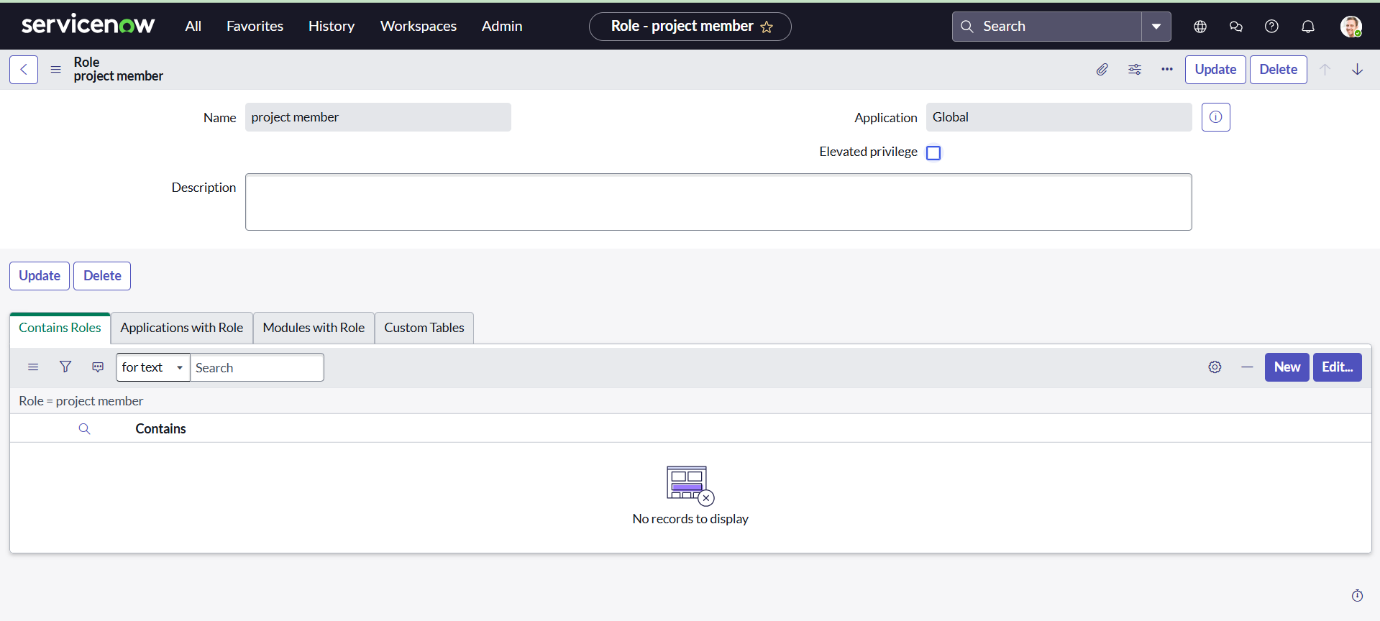 servicenow All Favorites History Workspaces Admin Role - project member Search
Role
project member
Update Delete
Name project member Application Global
Elevated privilege
Description
Update Delete
Contains Roles Applications with Role Modules with Role Custom Tables
for text Search New Edit...
Role = project member
Contains
No records to display